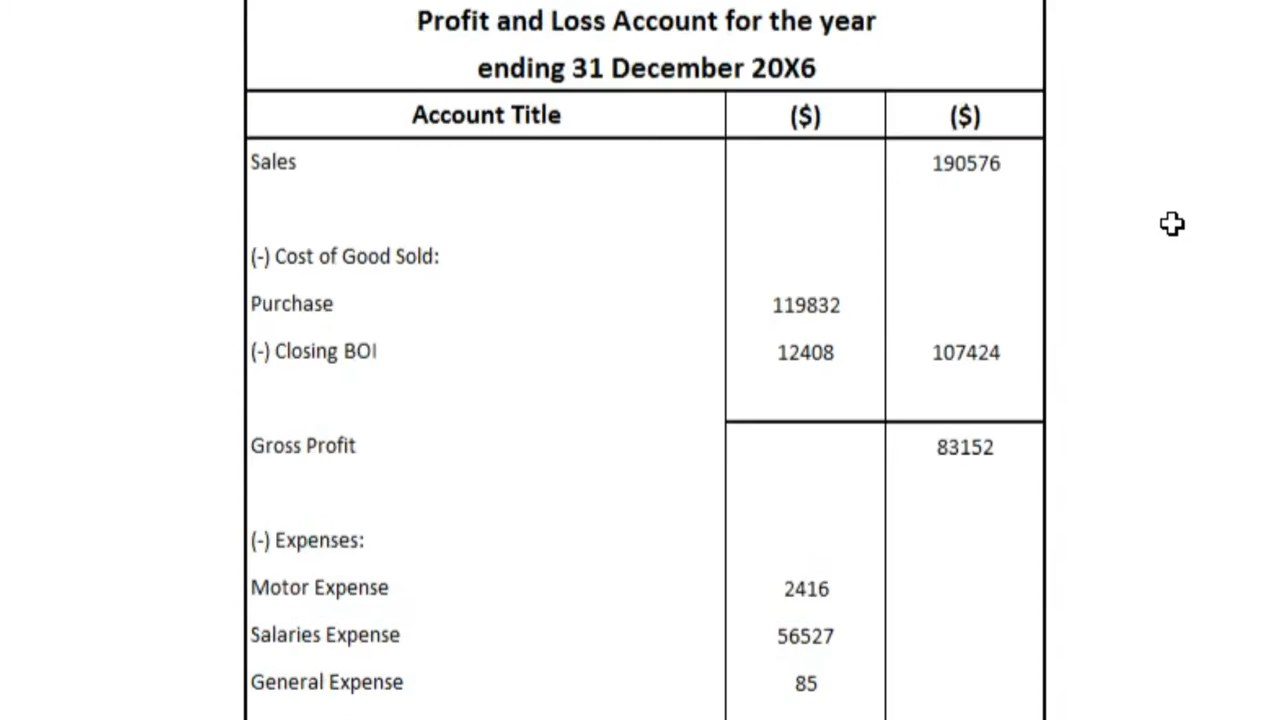 Profit and Loss Account for the year
ending 31 December 20X6
Account Title ($) ($)
Sales 190576
(-) Cost of Good Sold:
Purchase 119832
(-) Closing BOI 12408 107424
Gross Profit 83152
(-) Expenses:
Motor Expense 2416
Salaries Expense 56527
General Expense 85